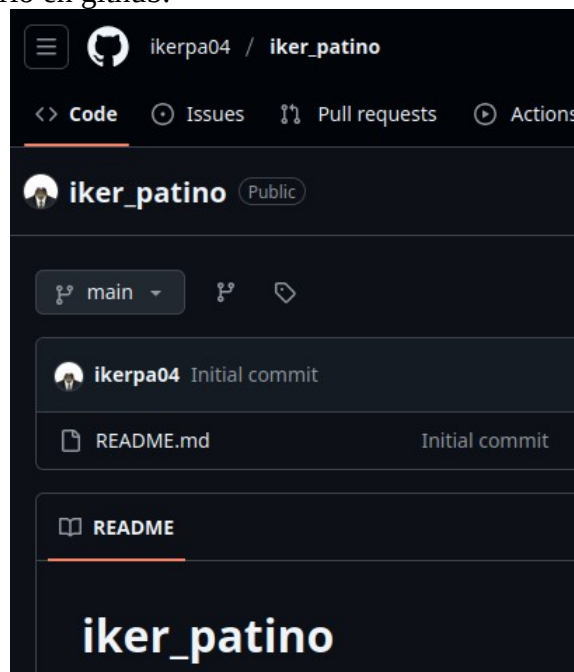 ikerpa04 / iker_patino
Code Issues Pull requests Actions
iker_patino Public
main
ikerpa04 Initial commit
README.md Initial commit
README
iker_patino